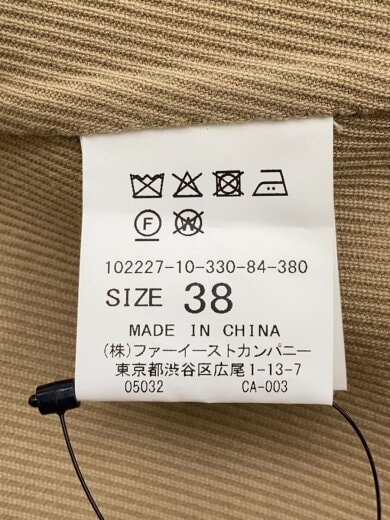 F W
102227-10-330-84-380
SIZE 38
MADE IN CHINA
(株)ファーイーストカンパニー
東京都渋谷区広尾1-13-7
05032 CA-003